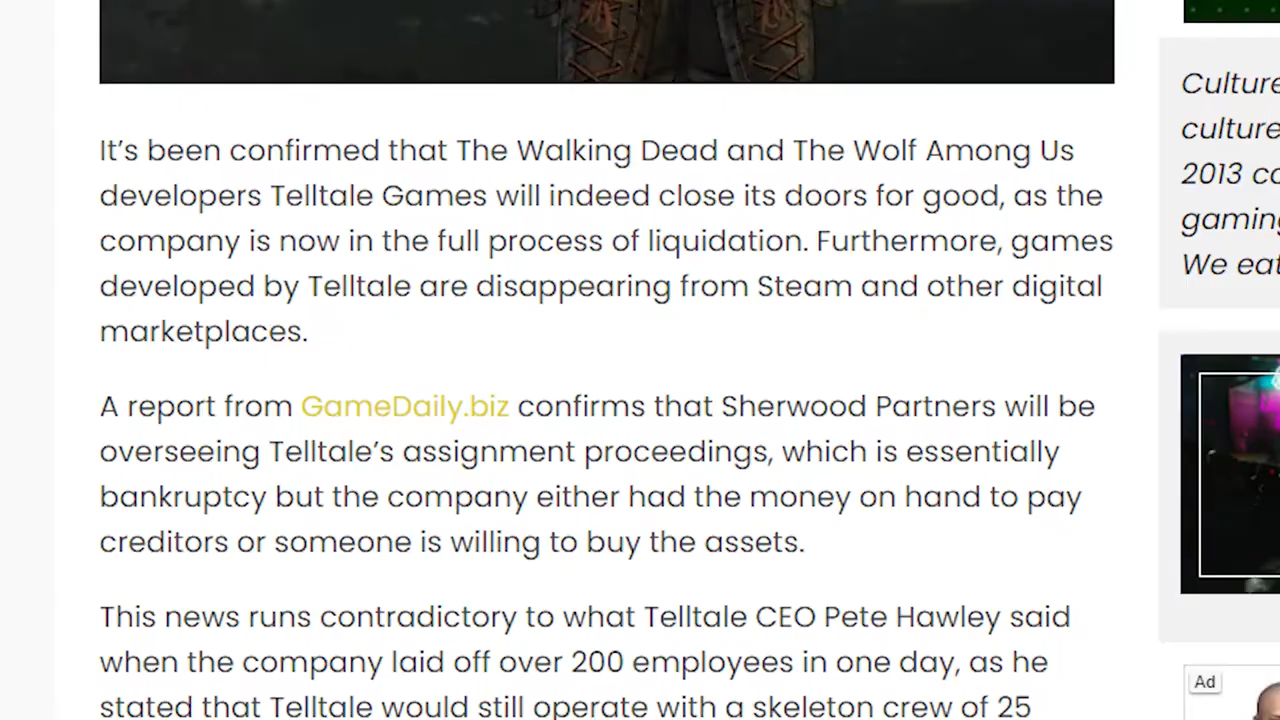 It’s been confirmed that The Walking Dead and The Wolf Among Us
developers Telltale Games will indeed close its doors for good, as the
company is now in the full process of liquidation. Furthermore, games
developed by Telltale are disappearing from Steam and other digital
marketplaces.
A report from GameDaily.biz confirms that Sherwood Partners will be
overseeing Telltale’s assignment proceedings, which is essentially
bankruptcy but the company either had the money on hand to pay
creditors or someone is willing to buy the assets.
This news runs contradictory to what Telltale CEO Pete Hawley said
when the company laid off over 200 employees in one day, as he
stated that Telltale would still operate with a skeleton crew of 25
Culture
culture
2013 co
gaming
We eat
Ad